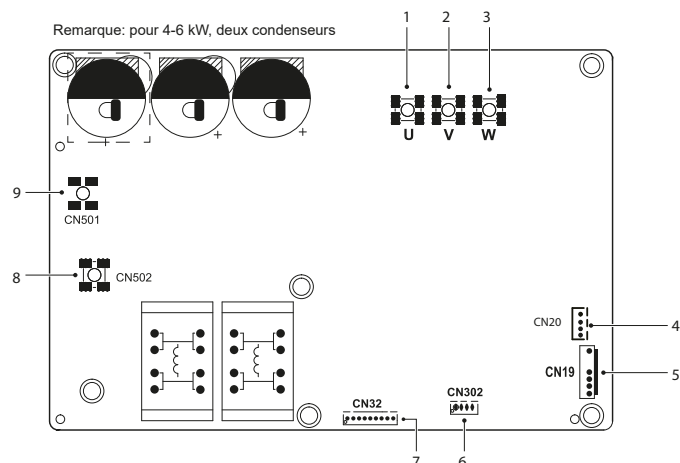 Remarque: pour 4-6 kW, deux condenseurs
1 2 3
U V W
+ + +
9
CN501
8
CN502
CN20
4
CN19
5
CN302
CN32
7 6